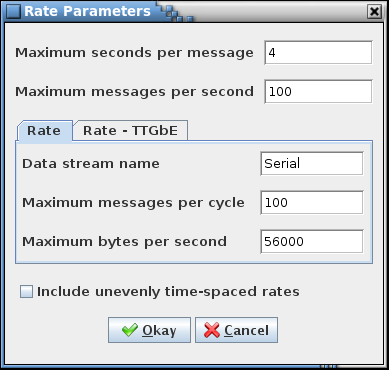 Rate Parameters
Maximum seconds per message 4
Maximum messages per second 100
Rate Rate - TTGbE
Data stream name Serial
Maximum messages per cycle 100
Maximum bytes per second 56000
Include unevenly time-spaced rates
Okay Cancel